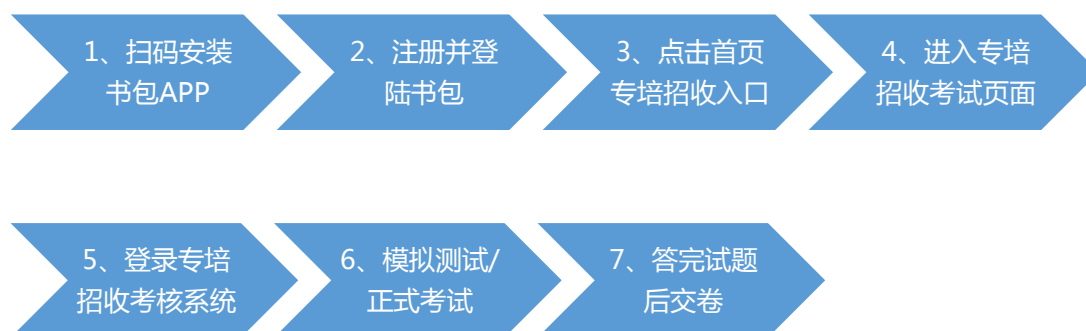 1、扫码安装
书包APP
2、注册并登
陆书包
3、点击首页
专培招收入口
4、进入专培
招收考试页面
5、登录专培
招收考核系统
6、模拟测试/
正式考试
7、答完试题
后交卷